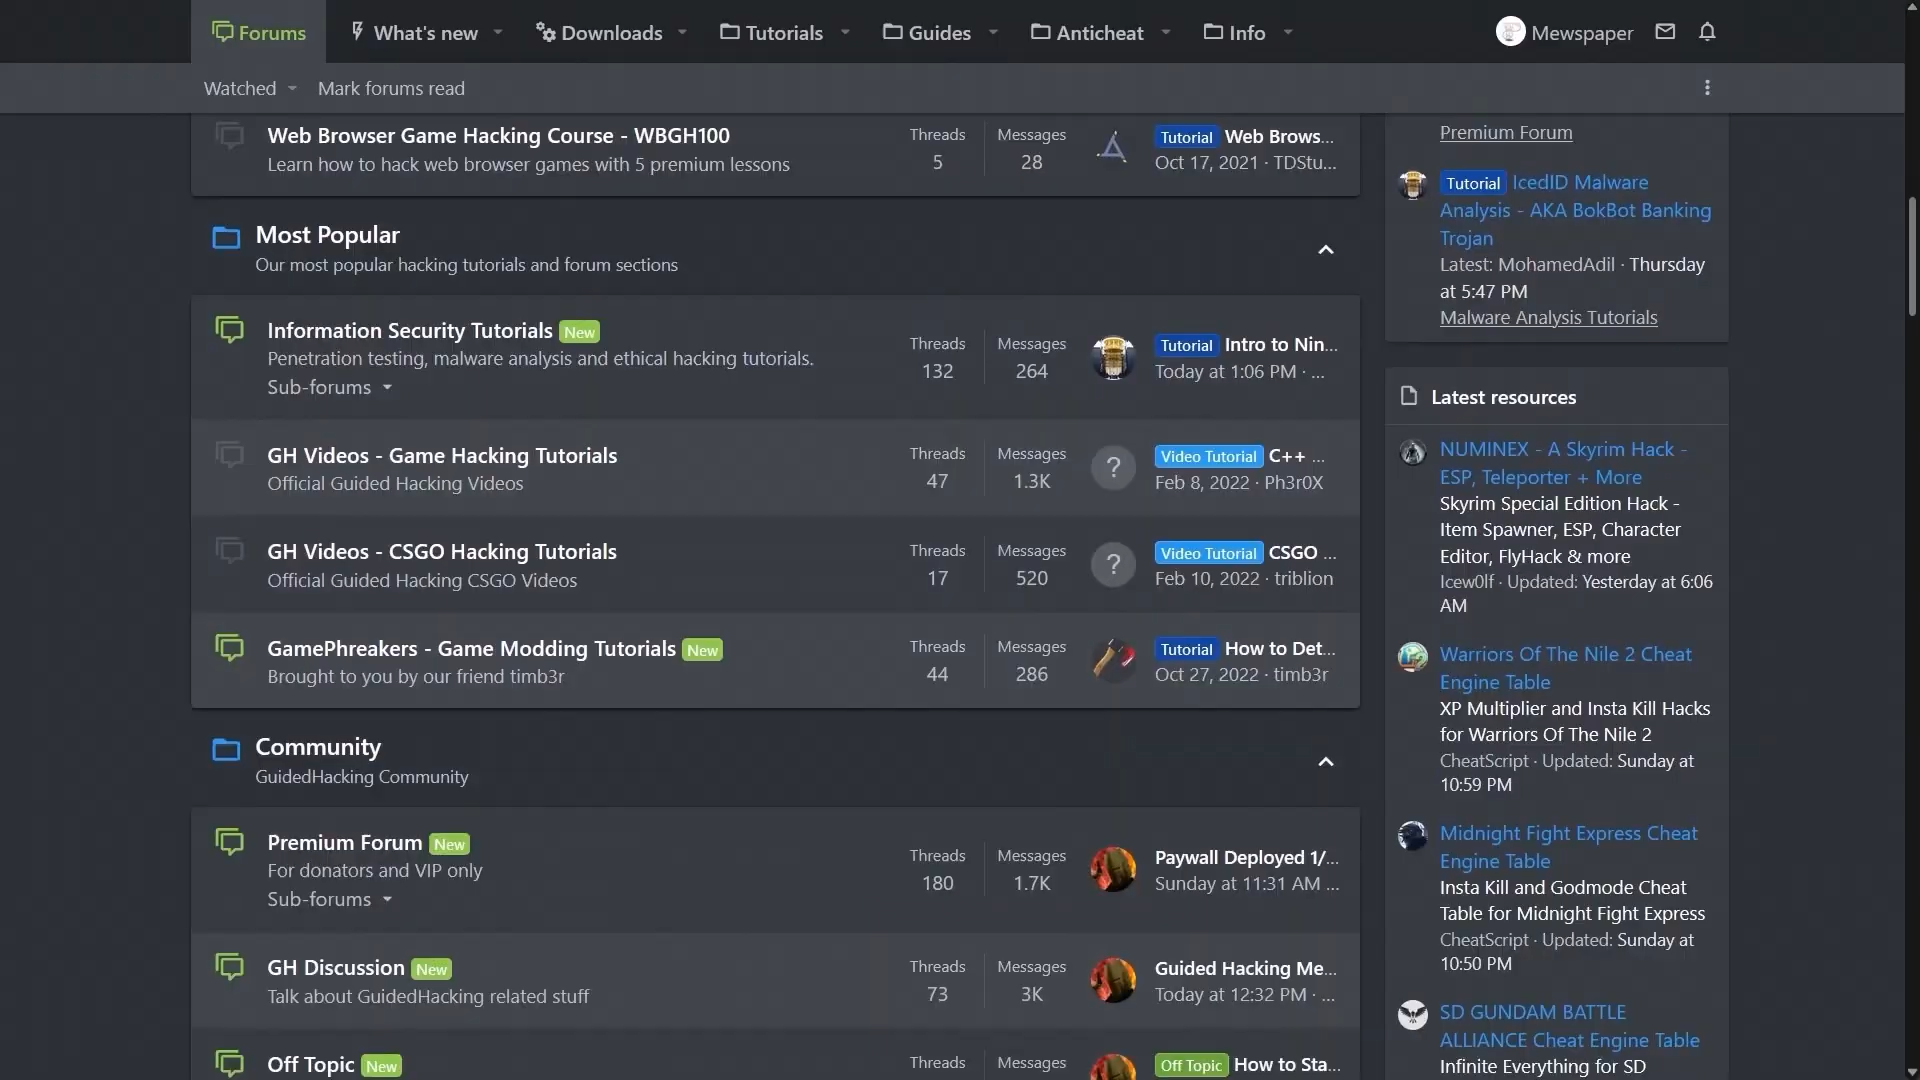 Forums
What's new
Downloads
Tutorials
Guides
Anticheat
Info
Mewspaper
Watched
Mark forums read
Web Browser Game Hacking Course - WBGH100
Learn how to hack web browser games with 5 premium lessons
Threads
5
Messages
28
Tutorial Web Brows...
Oct 17, 2021 · TDStu...
Most Popular
Our most popular hacking tutorials and forum sections
Information Security Tutorials New
Penetration testing, malware analysis and ethical hacking tutorials.
Sub-forums
Threads
132
Messages
264
Tutorial Intro to Nin...
Today at 1:06 PM · ...
GH Videos - Game Hacking Tutorials
Official Guided Hacking Videos
Threads
47
Messages
1.3K
?
Video Tutorial C++ ...
Feb 8, 2022 · Ph3r0X
GH Videos - CSGO Hacking Tutorials
Official Guided Hacking CSGO Videos
Threads
17
Messages
520
?
Video Tutorial CSGO ...
Feb 10, 2022 · triblion
GamePhreakers - Game Modding Tutorials New
Brought to you by our friend timb3r
Threads
44
Messages
286
Tutorial How to Det...
Oct 27, 2022 · timb3r
Community
GuidedHacking Community
Premium Forum New
For donators and VIP only
Sub-forums
Threads
180
Messages
1.7K
Paywall Deployed 1/...
Sunday at 11:31 AM ...
GH Discussion New
Talk about GuidedHacking related stuff
Threads
73
Messages
3K
Guided Hacking Me...
Today at 12:32 PM · ...
Off Topic New
Threads
Messages
Off Topic How to Sta...
Premium Forum
Tutorial IcedID Malware
Analysis - AKA BokBot Banking
Trojan
Latest: MohamedAdil · Thursday
at 5:47 PM
Malware Analysis Tutorials
Latest resources
NUMINEX - A Skyrim Hack -
ESP, Teleporter + More
Skyrim Special Edition Hack -
Item Spawner, ESP, Character
Editor, FlyHack & more
Icew0lf · Updated: Yesterday at 6:06
AM
Warriors Of The Nile 2 Cheat
Engine Table
XP Multiplier and Insta Kill Hacks
for Warriors Of The Nile 2
CheatScript · Updated: Sunday at
10:59 PM
Midnight Fight Express Cheat
Engine Table
Insta Kill and Godmode Cheat
Table for Midnight Fight Express
CheatScript · Updated: Sunday at
10:50 PM
SD GUNDAM BATTLE
ALLIANCE Cheat Engine Table
Infinite Everything for SD